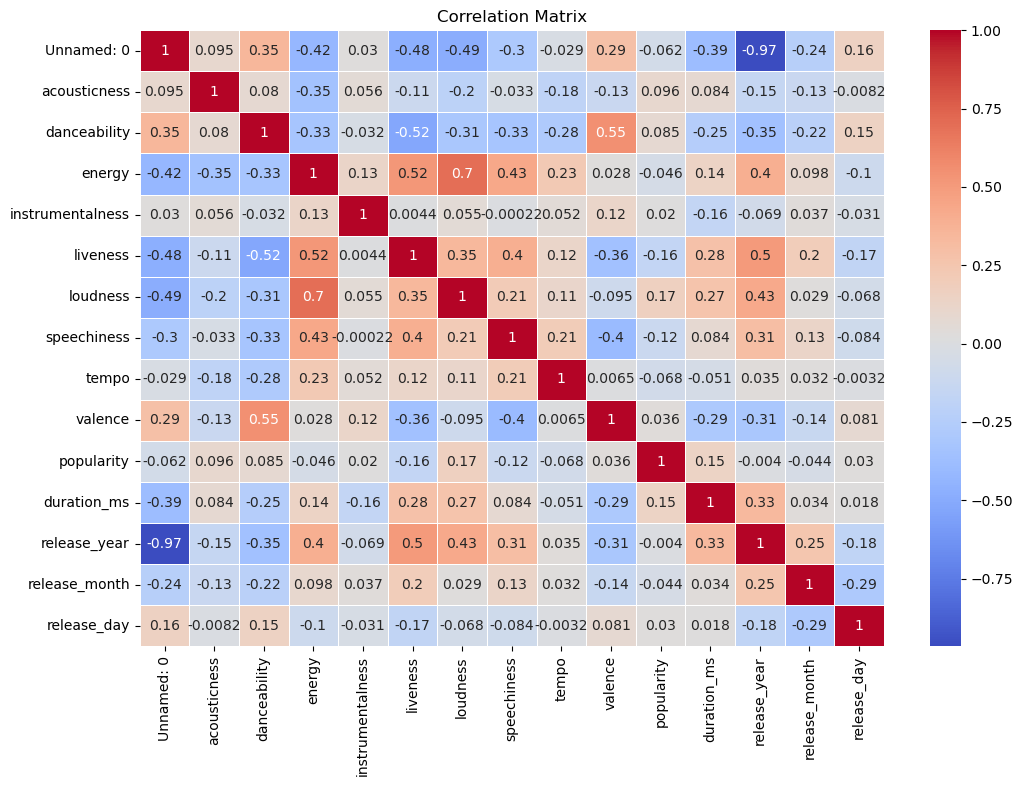 Correlation Matrix
Unnamed: 0 1 0.095 0.35 -0.42 0.03 -0.48 -0.49 -0.3 -0.029 0.29 -0.062 -0.39 -0.97 -0.24 0.16
acousticness 0.095 1 0.08 -0.35 0.056 -0.11 -0.2 -0.033 -0.18 -0.13 0.096 0.084 -0.15 -0.13 -0.0082
danceability 0.35 0.08 1 -0.33 -0.032 -0.52 -0.31 -0.33 -0.28 0.55 0.085 -0.25 -0.35 -0.22 0.15
energy -0.42 -0.35 -0.33 1 0.13 0.52 0.7 0.43 0.23 0.028 -0.046 0.14 0.4 0.098 -0.1
instrumentalness 0.03 0.056 -0.032 0.13 1 0.0044 0.055 -0.00022 0.052 0.12 0.02 -0.16 -0.069 0.037 -0.031
liveness -0.48 -0.11 -0.52 0.52 0.0044 1 0.35 0.4 0.12 -0.36 -0.16 0.28 0.5 0.2 -0.17
loudness -0.49 -0.2 -0.31 0.7 0.055 0.35 1 0.21 0.11 -0.095 0.17 0.27 0.43 0.029 -0.068
speechiness -0.3 -0.033 -0.33 0.43 -0.00022 0.4 0.21 1 0.21 -0.4 -0.12 0.084 0.31 0.13 -0.084
tempo -0.029 -0.18 -0.28 0.23 0.052 0.12 0.11 0.21 1 0.0065 -0.068 -0.051 0.035 0.032 -0.0032
valence 0.29 -0.13 0.55 0.028 0.12 -0.36 -0.095 -0.4 0.0065 1 0.036 -0.29 -0.31 -0.14 0.081
popularity -0.062 0.096 0.085 -0.046 0.02 -0.16 0.17 -0.12 -0.068 0.036 1 0.15 -0.004 -0.044 0.03
duration_ms -0.39 0.084 -0.25 0.14 -0.16 0.28 0.27 0.084 -0.051 -0.29 0.15 1 0.33 0.034 0.018
release_year -0.97 -0.15 -0.35 0.4 -0.069 0.5 0.43 0.31 0.035 -0.31 -0.004 0.33 1 0.25 -0.18
release_month -0.24 -0.13 -0.22 0.098 0.037 0.2 0.029 0.13 0.032 -0.14 -0.044 0.034 0.25 1 -0.29
release_day 0.16 -0.0082 0.15 -0.1 -0.031 -0.17 -0.068 -0.084 -0.0032 0.081 0.03 0.018 -0.18 -0.29 1
Unnamed: 0
acousticness
danceability
energy
instrumentalness
liveness
loudness
speechiness
tempo
valence
popularity
duration_ms
release_year
release_month
release_day
1.00
0.75
0.50
0.25
0.00
−0.25
−0.50
−0.75